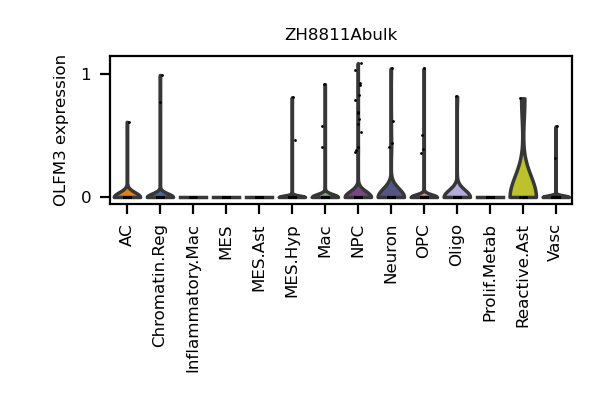 ZH8811Abulk
OLFM3 expression
1
0
AC
Chromatin.Reg
Inflammatory.Mac
MES
MES.Ast
MES.Hyp
Mac
NPC
Neuron
OPC
Oligo
Prolif.Metab
Reactive.Ast
Vasc